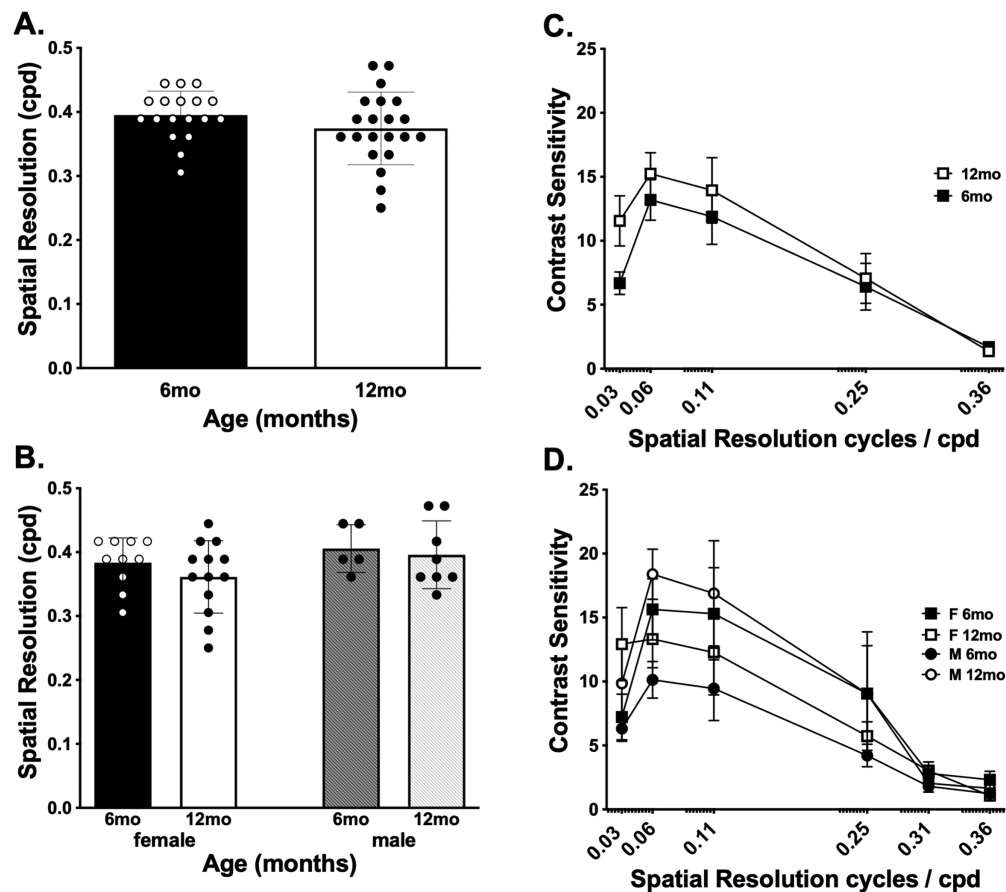 A.
Spatial Resolution (cpd)
0.5
0.4
0.3
0.2
0.1
0.0
6mo
12mo
Age (months)
B.
Spatial Resolution (cpd)
0.5
0.4
0.3
0.2
0.1
0.0
6mo
12mo
6mo
12mo
female
male
Age (months)
C.
Contrast Sensitivity
25
20
15
10
5
0
12mo
6mo
0.03
0.06
0.11
0.25
0.36
Spatial Resolution cycles / cpd
D.
Contrast Sensitivity
25
20
15
10
5
0
F 6mo
F 12mo
M 6mo
M 12mo
0.03
0.06
0.11
0.25
0.31
0.36
Spatial Resolution cycles / cpd